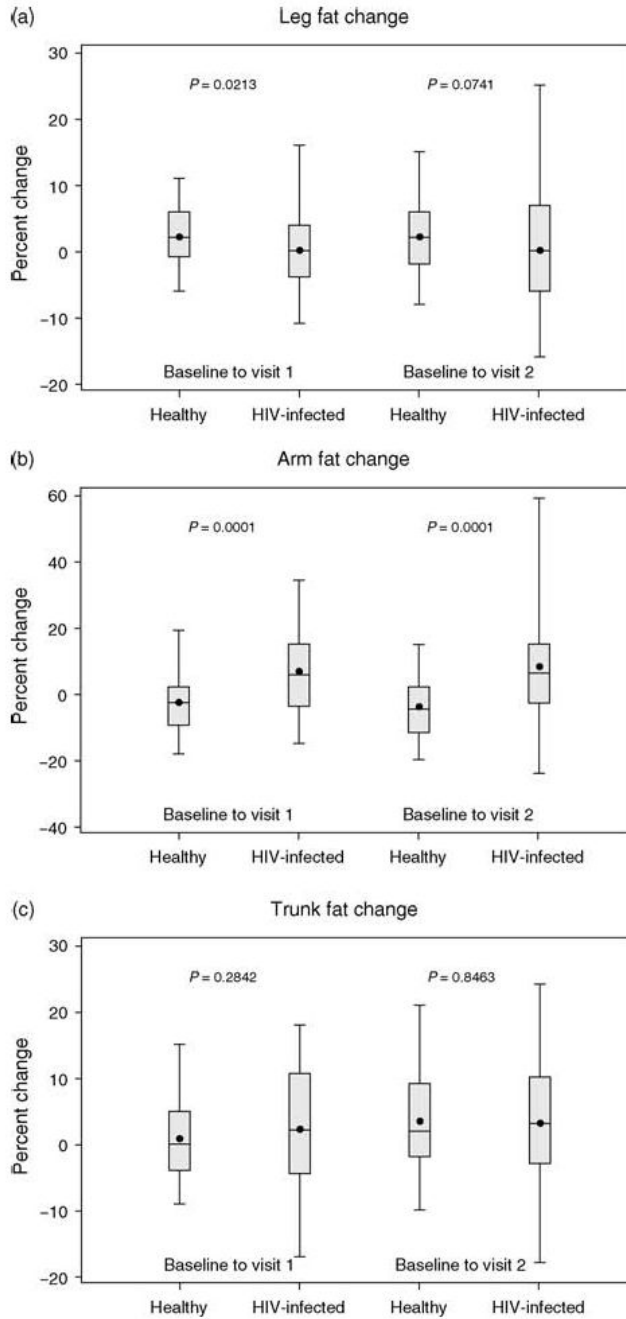 (a) Leg fat change
30
P = 0.0213 P = 0.0741
20
10
0
−10
−20
Percent change
Baseline to visit 1 Baseline to visit 2
Healthy HIV-infected Healthy HIV-infected
(b) Arm fat change
60
P = 0.0001 P = 0.0001
40
20
0
−20
−40
Percent change
Baseline to visit 1 Baseline to visit 2
Healthy HIV-infected Healthy HIV-infected
(c) Trunk fat change
30
P = 0.2842 P = 0.8463
20
10
0
−10
−20
Percent change
Baseline to visit 1 Baseline to visit 2
Healthy HIV-infected Healthy HIV-infected